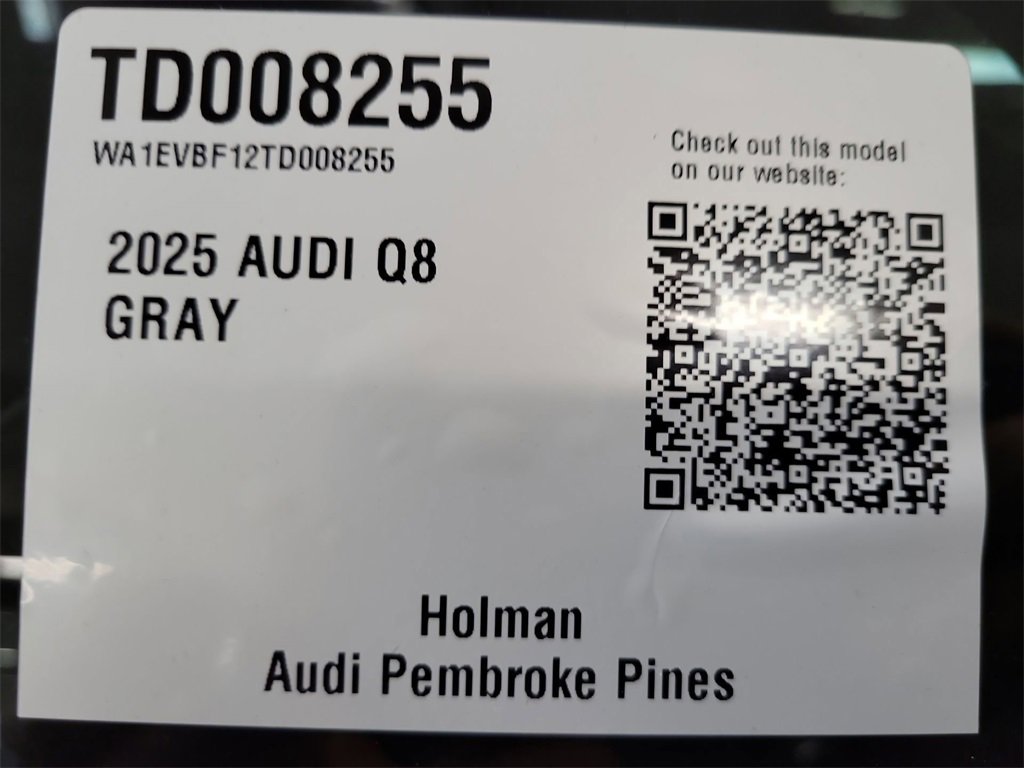 TD008255
WA1EVBF12TD008255
Check out this model
on our website:
2025 AUDI Q8
GRAY
Holman
Audi Pembroke Pines